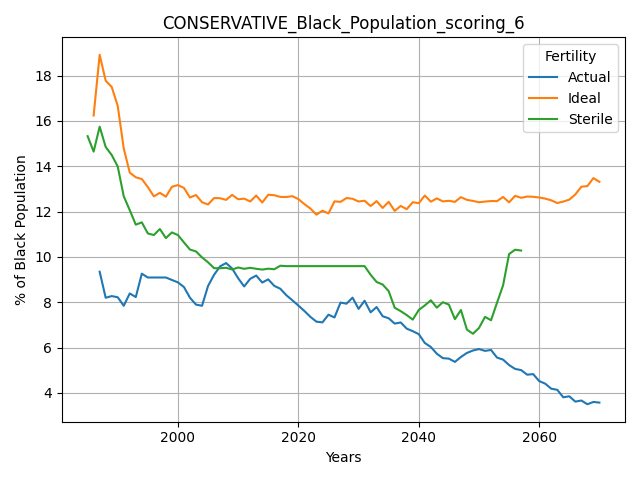 CONSERVATIVE_Black_Population_scoring_6
Fertility
Actual
Ideal
Sterile
% of Black Population
18
16
14
12
10
8
6
4
2000 2020 2040 2060
Years